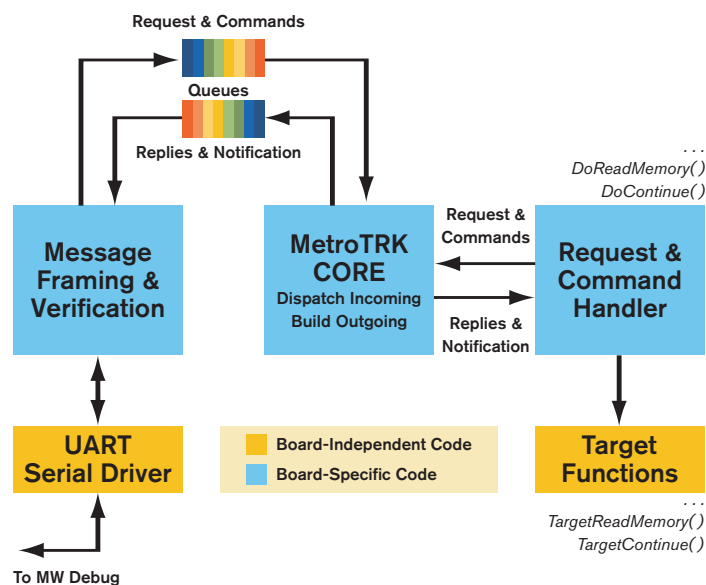 Request & Commands
Queues
Replies & Notification
. . .
DoReadMemory( )
DoContinue( )
Message
Framing &
Verification
MetroTRK
CORE
Dispatch Incoming
Build Outgoing
Request &
Commands
Replies &
Notification
Request &
Command
Handler
UART
Serial Driver
Board-Independent Code
Board-Specific Code
Target
Functions
. . .
TargetReadMemory( )
TargetContinue( )
To MW Debug